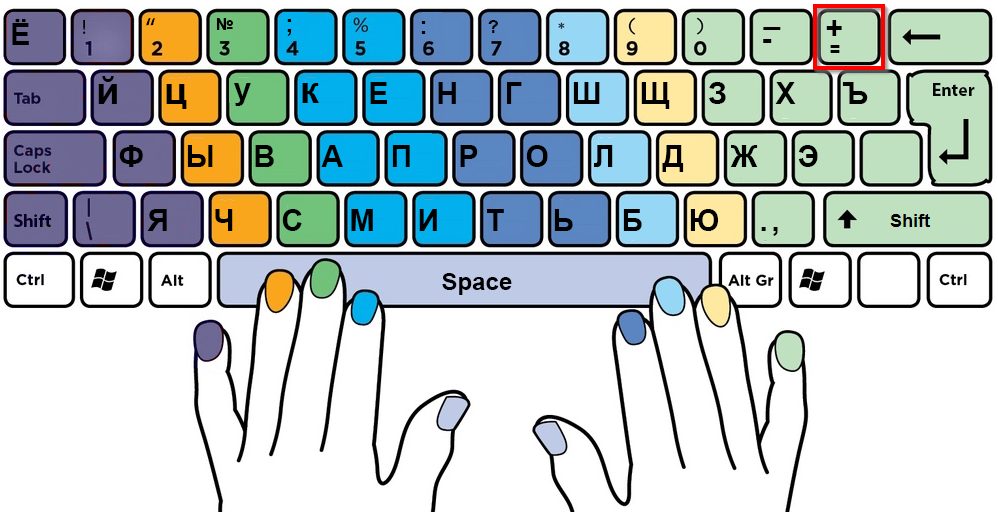 Ё ! 1 “ 2 № 3 ; 4 % 5 : 6 ? 7 * 8 ( 9 ) 0 — - + = ←
Tab Й Ц У К Е Н Г Ш Щ З Х Ъ Enter
Caps Lock Ф Ы В А П Р О Л Д Ж Э
Shift | \ Я Ч С М И Т Ь Б Ю . , Shift
Ctrl Alt Space Alt Gr Ctrl